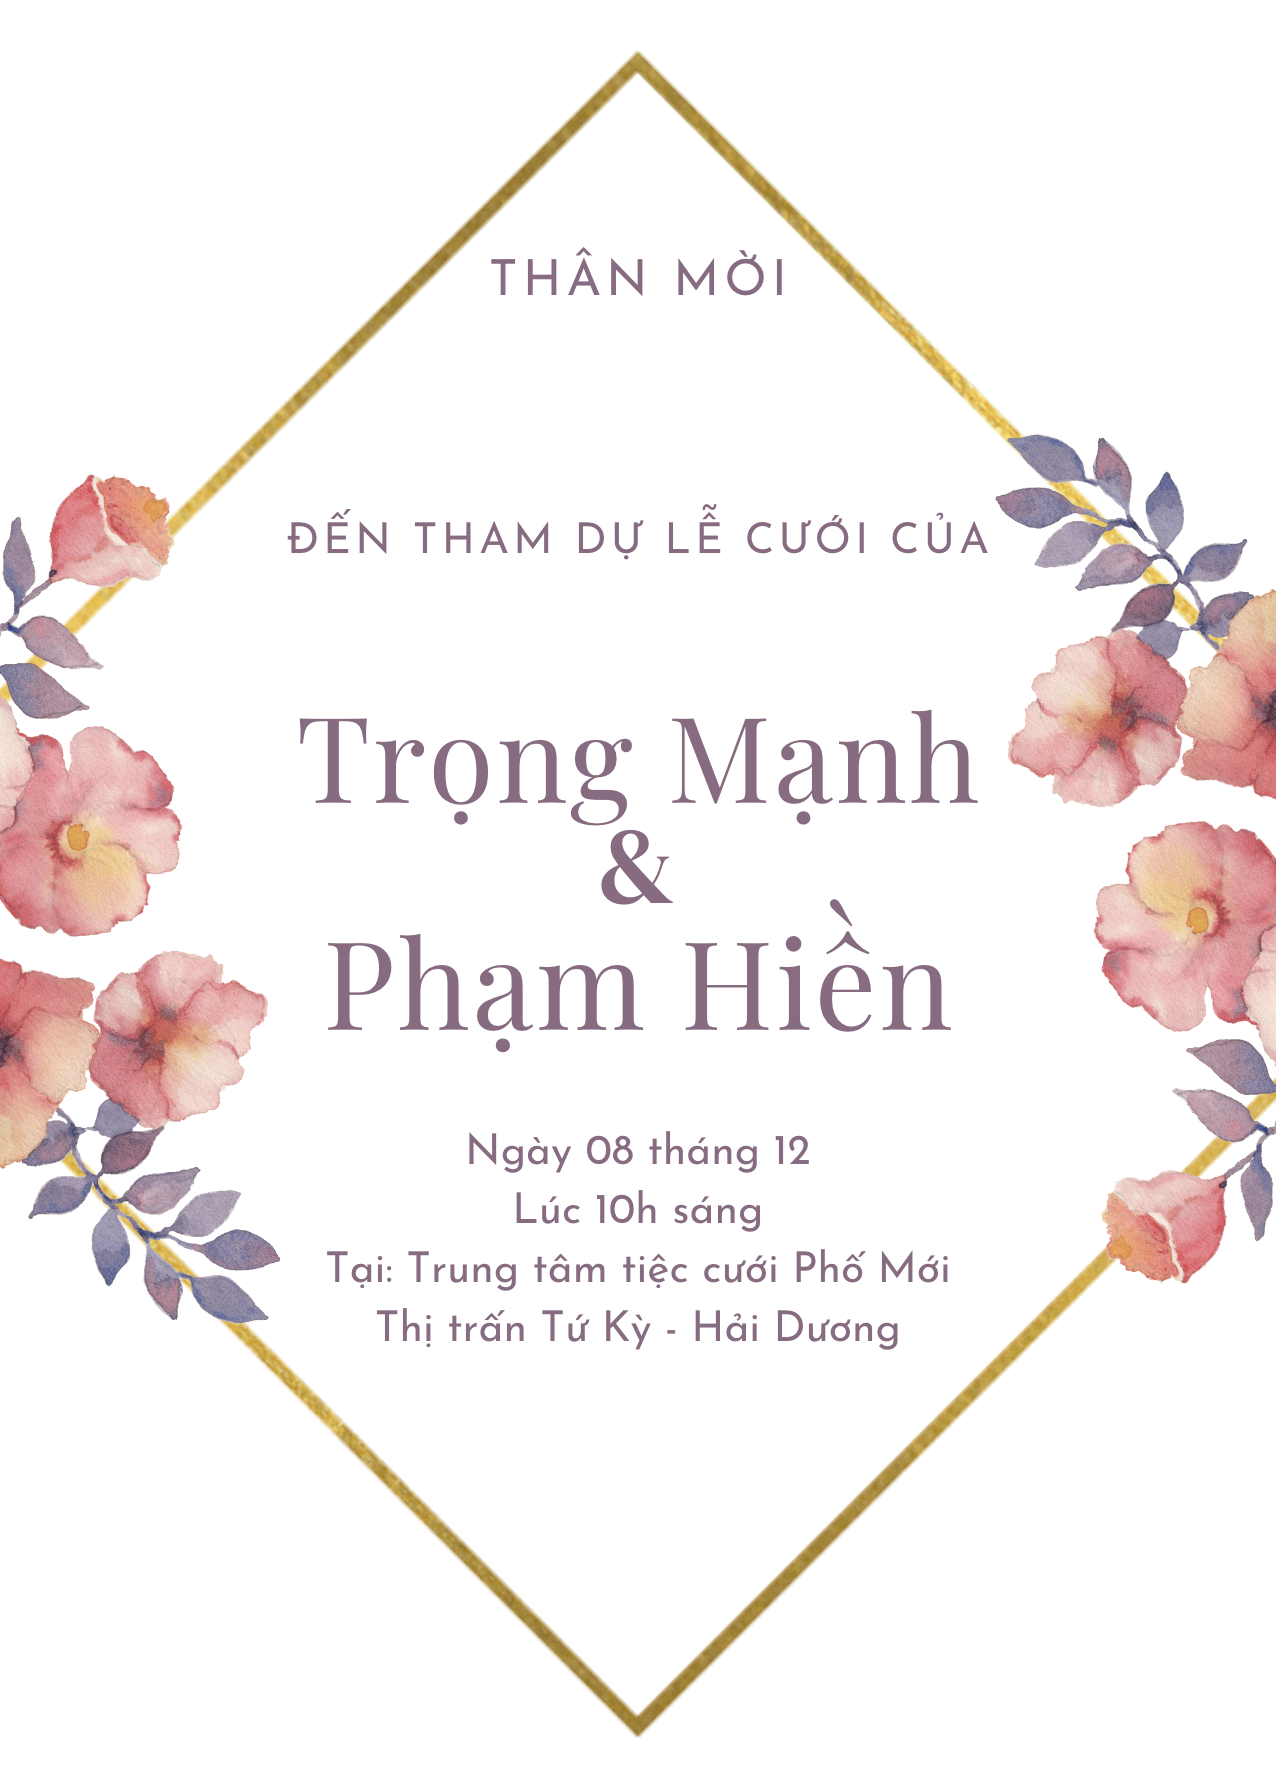 THÂN MỜI
ĐẾN THAM DỰ LỄ CƯỚI CỦA
Trọng Mạnh
&
Phạm Hiền
Ngày 08 tháng 12
Lúc 10h sáng
Tại: Trung tâm tiệc cưới Phố Mới
Thị trấn Tứ Kỳ - Hải Dương